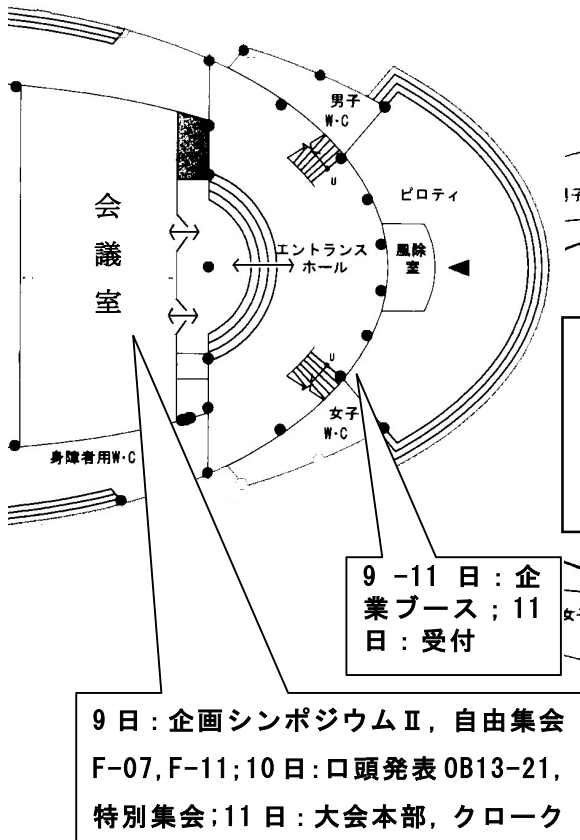 男子
W・C
ピロティ
会議室
エントランス
ホール
風除
室
u
u
女子
W・C
身障者用W・C
9 -11 日：企
業ブース；11
日：受付
9 日：企画シンポジウムⅡ，自由集会
F-07,F-11;10 日:口頭発表 OB13-21,
特別集会;11 日：大会本部，クローク